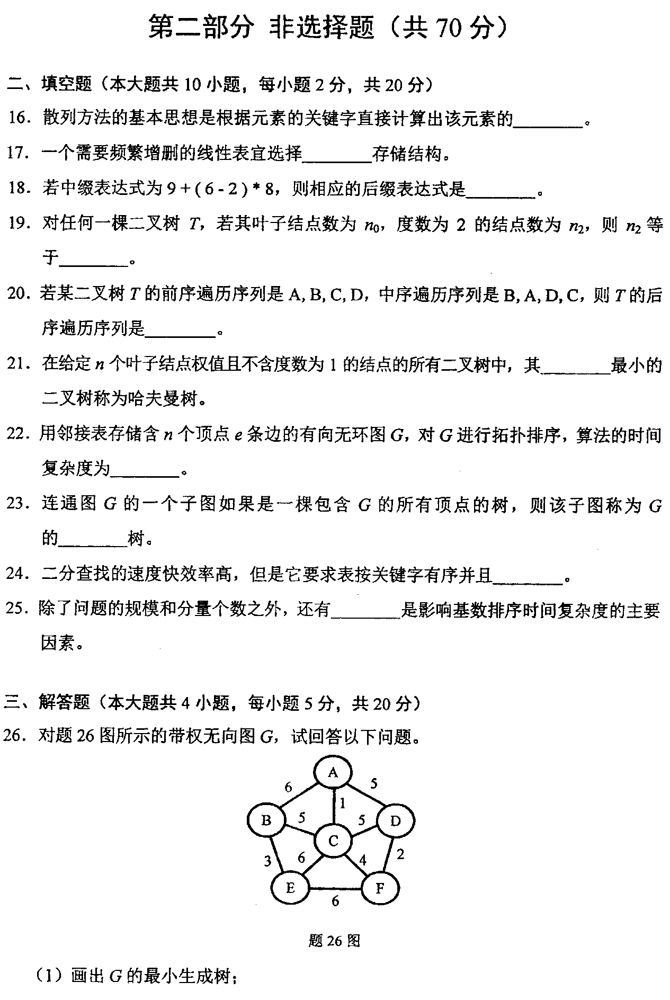 第二部分 非选择题（共 70 分）
二、填空题（本大题共 10 小题，每小题 2 分，共 20 分）
16．散列方法的基本思想是根据元素的关键字直接计算出该元素的________。
17．一个需要频繁增删的线性表宜选择________存储结构。
18．若中缀表达式为 9 + ( 6 - 2 ) * 8，则相应的后缀表达式是________。
19．对任何一棵二叉树 T，若其叶子结点数为 n₀，度数为 2 的结点数为 n₂，则 n₂ 等
于________。
20．若某二叉树 T 的前序遍历序列是 A, B, C, D，中序遍历序列是 B, A, D, C，则 T 的后
序遍历序列是________。
21．在给定 n 个叶子结点权值且不含度数为 1 的结点的所有二叉树中，其________最小的
二叉树称为哈夫曼树。
22．用邻接表存储含 n 个顶点 e 条边的有向无环图 G，对 G 进行拓扑排序，算法的时间
复杂度为________。
23．连通图 G 的一个子图如果是一棵包含 G 的所有顶点的树，则该子图称为 G
的________树。
24．二分查找的速度快效率高，但是它要求表按关键字有序并且________。
25．除了问题的规模和分量个数之外，还有________是影响基数排序时间复杂度的主要
因素。
三、解答题（本大题共 4 小题，每小题 5 分，共 20 分）
26．对题 26 图所示的带权无向图 G，试回答以下问题。
A
6
5
1
B
5
5
D
C
3
6
4
2
E
F
6
题 26 图
（1）画出 G 的最小生成树；